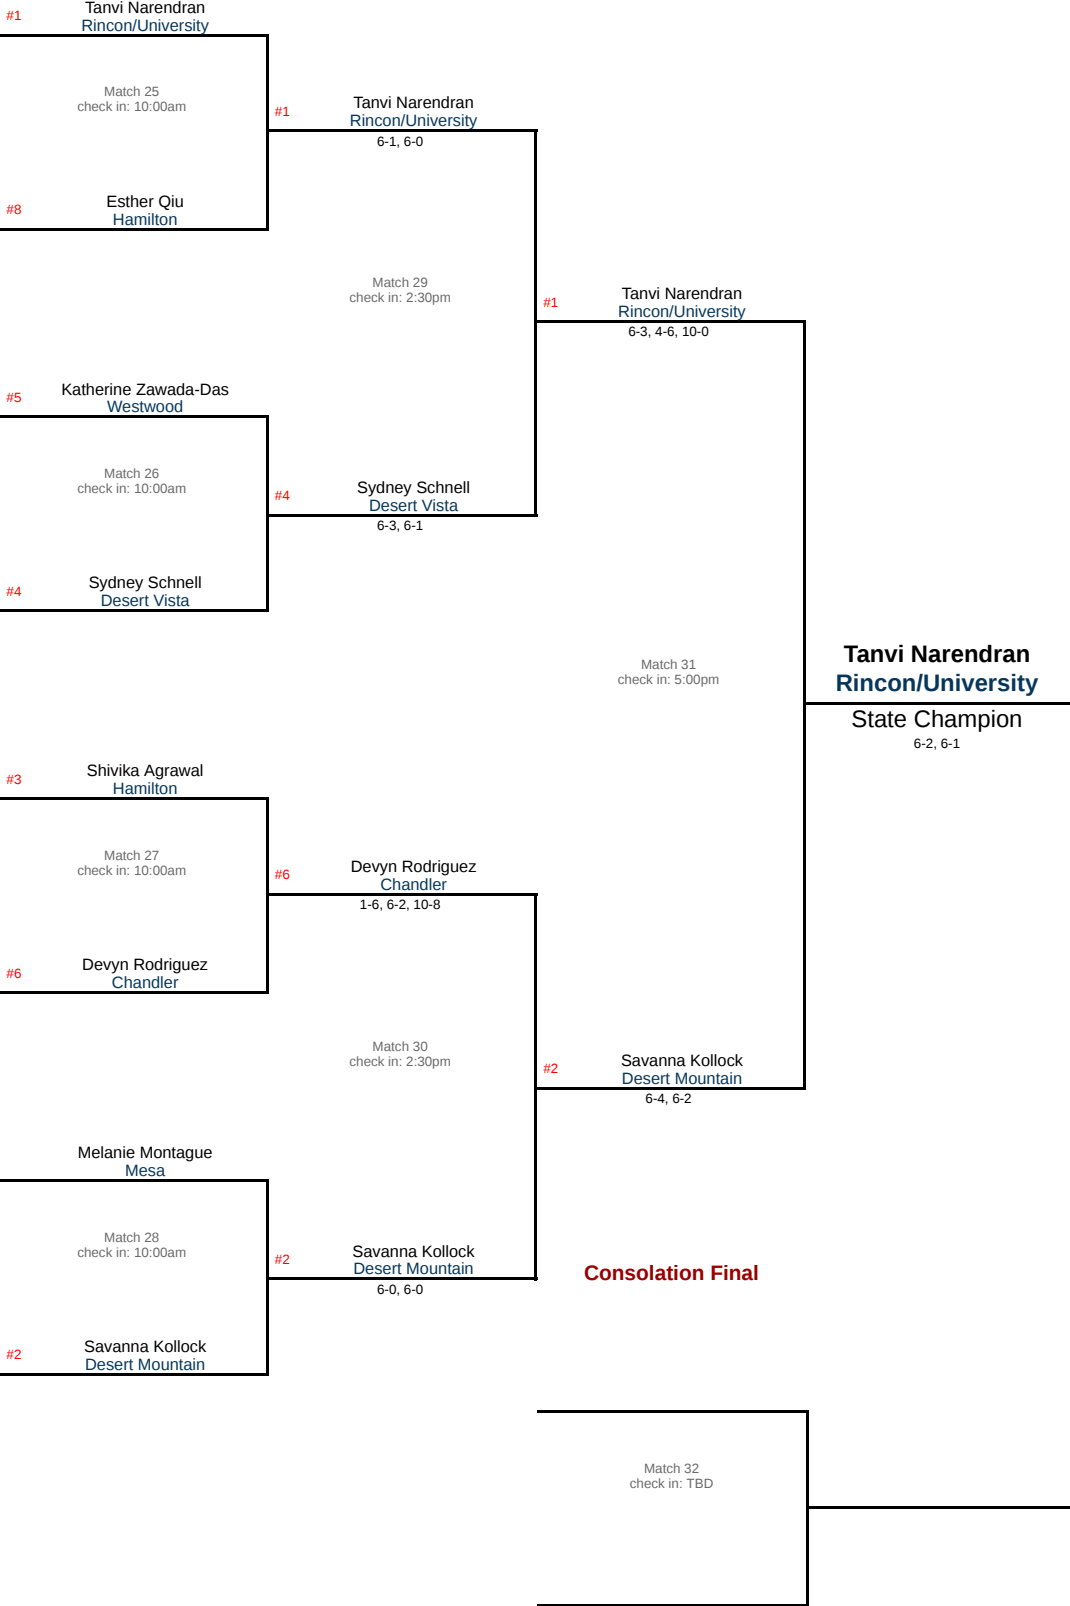 #1
Tanvi Narendran
Rincon/University
Match 25
check in: 10:00am
#8
Esther Qiu
Hamilton
#1
Tanvi Narendran
Rincon/University
6-1, 6-0
Match 29
check in: 2:30pm
#5
Katherine Zawada-Das
Westwood
Match 26
check in: 10:00am
#4
Sydney Schnell
Desert Vista
#4
Sydney Schnell
Desert Vista
6-3, 6-1
#1
Tanvi Narendran
Rincon/University
6-3, 4-6, 10-0
Match 31
check in: 5:00pm
Tanvi Narendran
Rincon/University
State Champion
6-2, 6-1
#3
Shivika Agrawal
Hamilton
Match 27
check in: 10:00am
#6
Devyn Rodriguez
Chandler
#6
Devyn Rodriguez
Chandler
1-6, 6-2, 10-8
Match 30
check in: 2:30pm
#2
Savanna Kollock
Desert Mountain
6-4, 6-2
Melanie Montague
Mesa
Match 28
check in: 10:00am
#2
Savanna Kollock
Desert Mountain
#2
Savanna Kollock
Desert Mountain
6-0, 6-0
Consolation Final
Match 32
check in: TBD